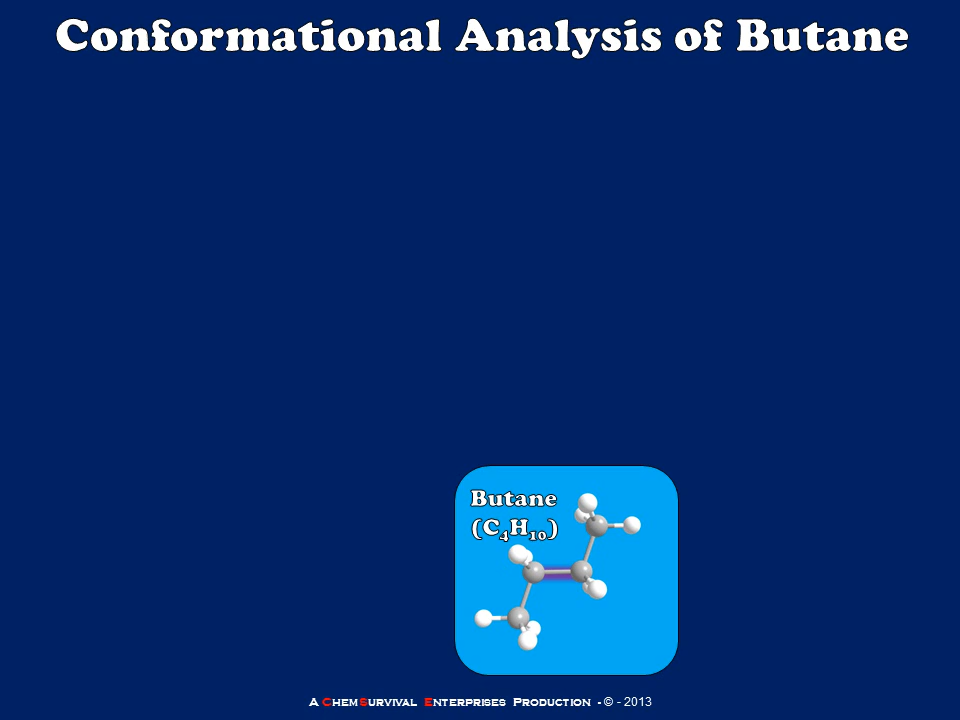 Conformational Analysis of Butane
Butane
(C₄H₁₀)
A ChemSurvival Enterprises Production - © - 2013